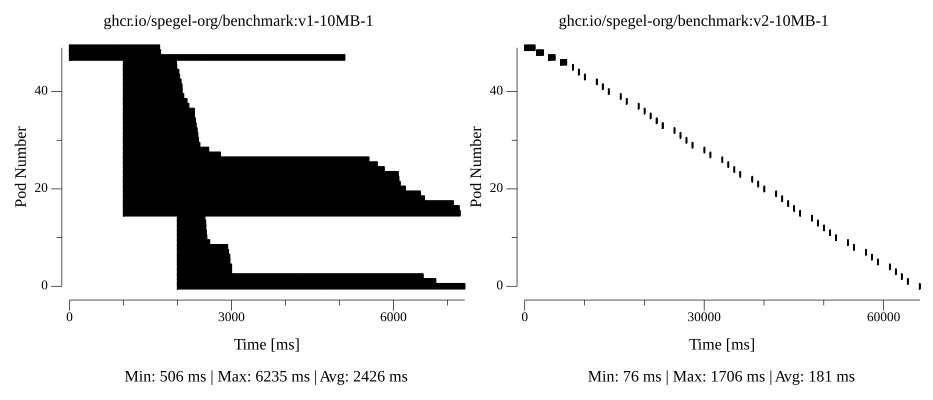 ghcr.io/spegel-org/benchmark:v1-10MB-1
Pod Number
40
20
0
0
3000
6000
Time [ms]
Min: 506 ms | Max: 6235 ms | Avg: 2426 ms
ghcr.io/spegel-org/benchmark:v2-10MB-1
Pod Number
40
20
0
0
30000
60000
Time [ms]
Min: 76 ms | Max: 1706 ms | Avg: 181 ms